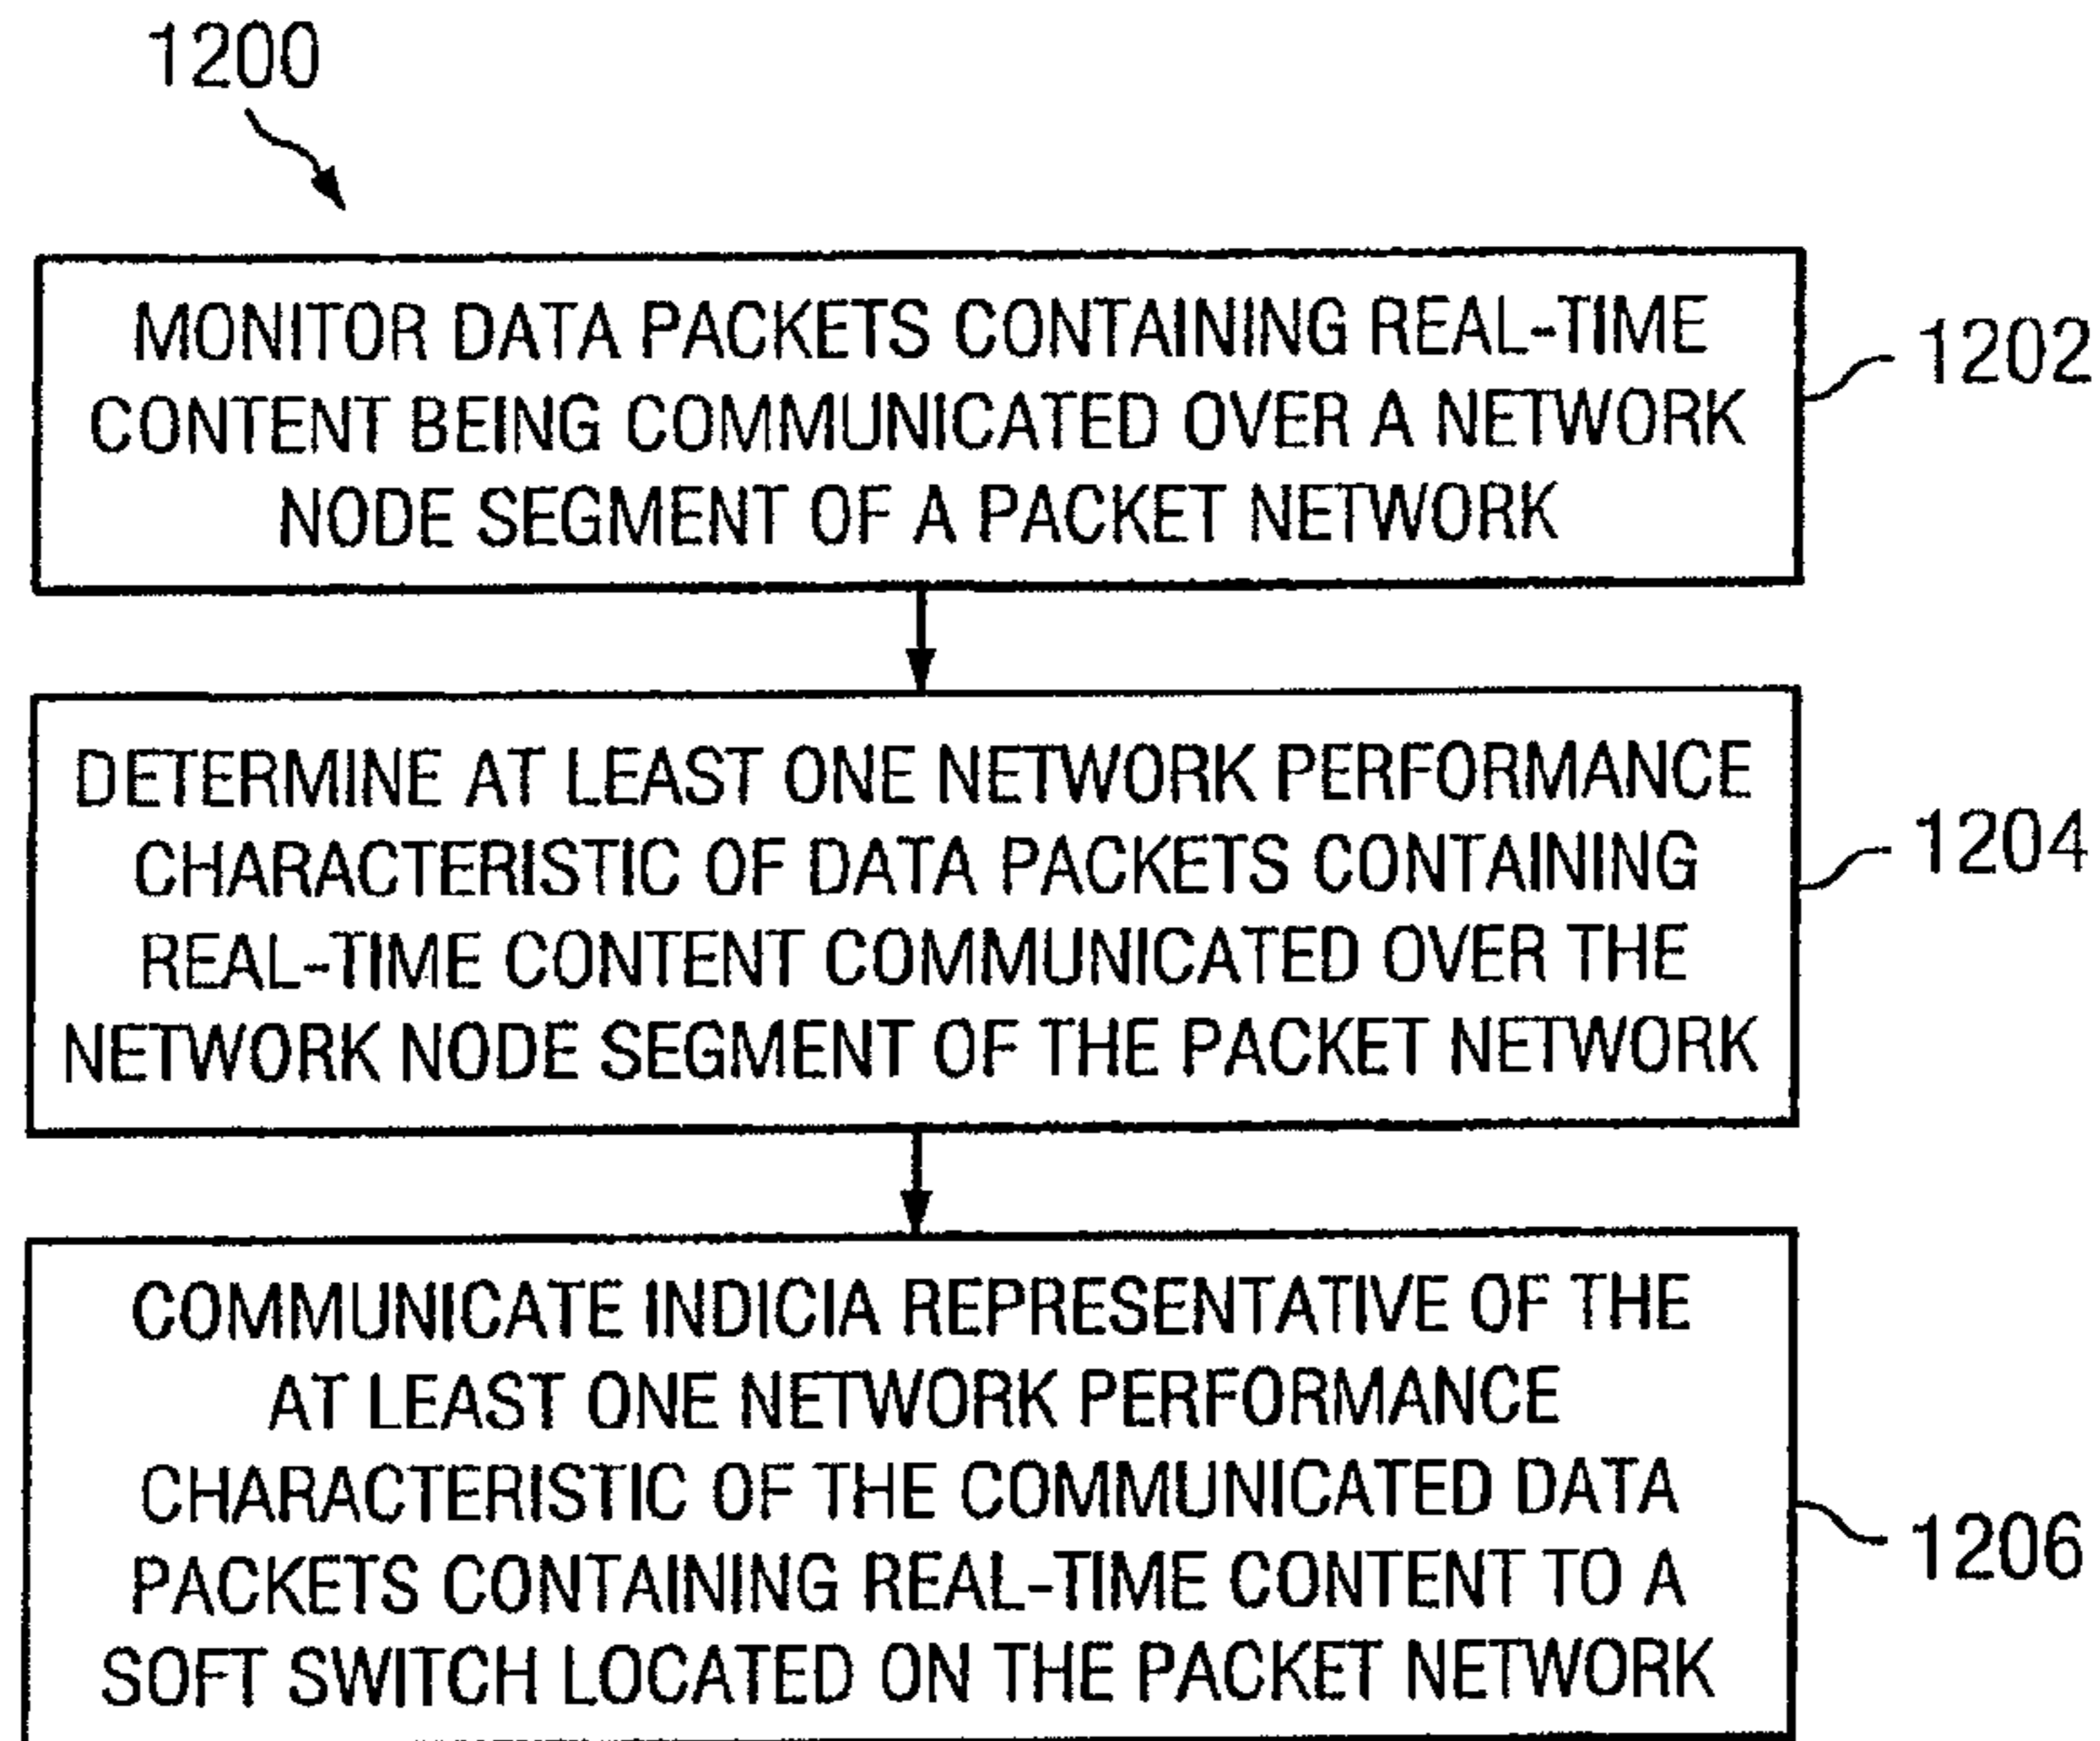 1200
MONITOR DATA PACKETS CONTAINING REAL-TIME
CONTENT BEING COMMUNICATED OVER A NETWORK
NODE SEGMENT OF A PACKET NETWORK
1202
DETERMINE AT LEAST ONE NETWORK PERFORMANCE
CHARACTERISTIC OF DATA PACKETS CONTAINING
REAL-TIME CONTENT COMMUNICATED OVER THE
NETWORK NODE SEGMENT OF THE PACKET NETWORK
1204
COMMUNICATE INDICIA REPRESENTATIVE OF THE
AT LEAST ONE NETWORK PERFORMANCE
CHARACTERISTIC OF THE COMMUNICATED DATA
PACKETS CONTAINING REAL-TIME CONTENT TO A
SOFT SWITCH LOCATED ON THE PACKET NETWORK
1206